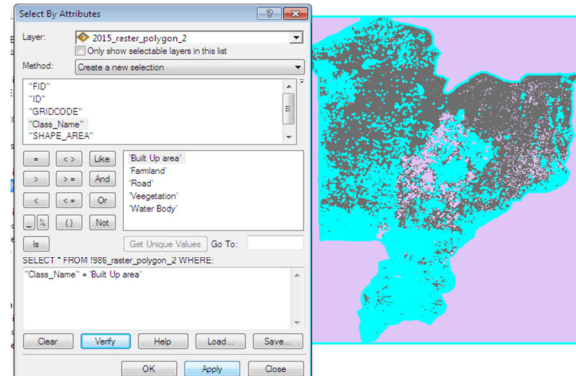 Select By Attributes
Layer: 2015_raster_polygon_2
Only show selectable layers in this list
Method: Create a new selection
"FID"
"ID"
"GRIDCODE"
"Class_Name"
"SHAPE_AREA"
= < > Like
> > = And
< < = Or
_ % ( ) Not
Is
'Built Up area'
'Farmland'
'Road'
'Veegetation'
'Water Body'
Get Unique Values Go To:
SELECT * FROM !986_raster_polygon_2 WHERE:
"Class_Name" = 'Built Up area'
Clear Verify Help Load... Save...
OK Apply Close